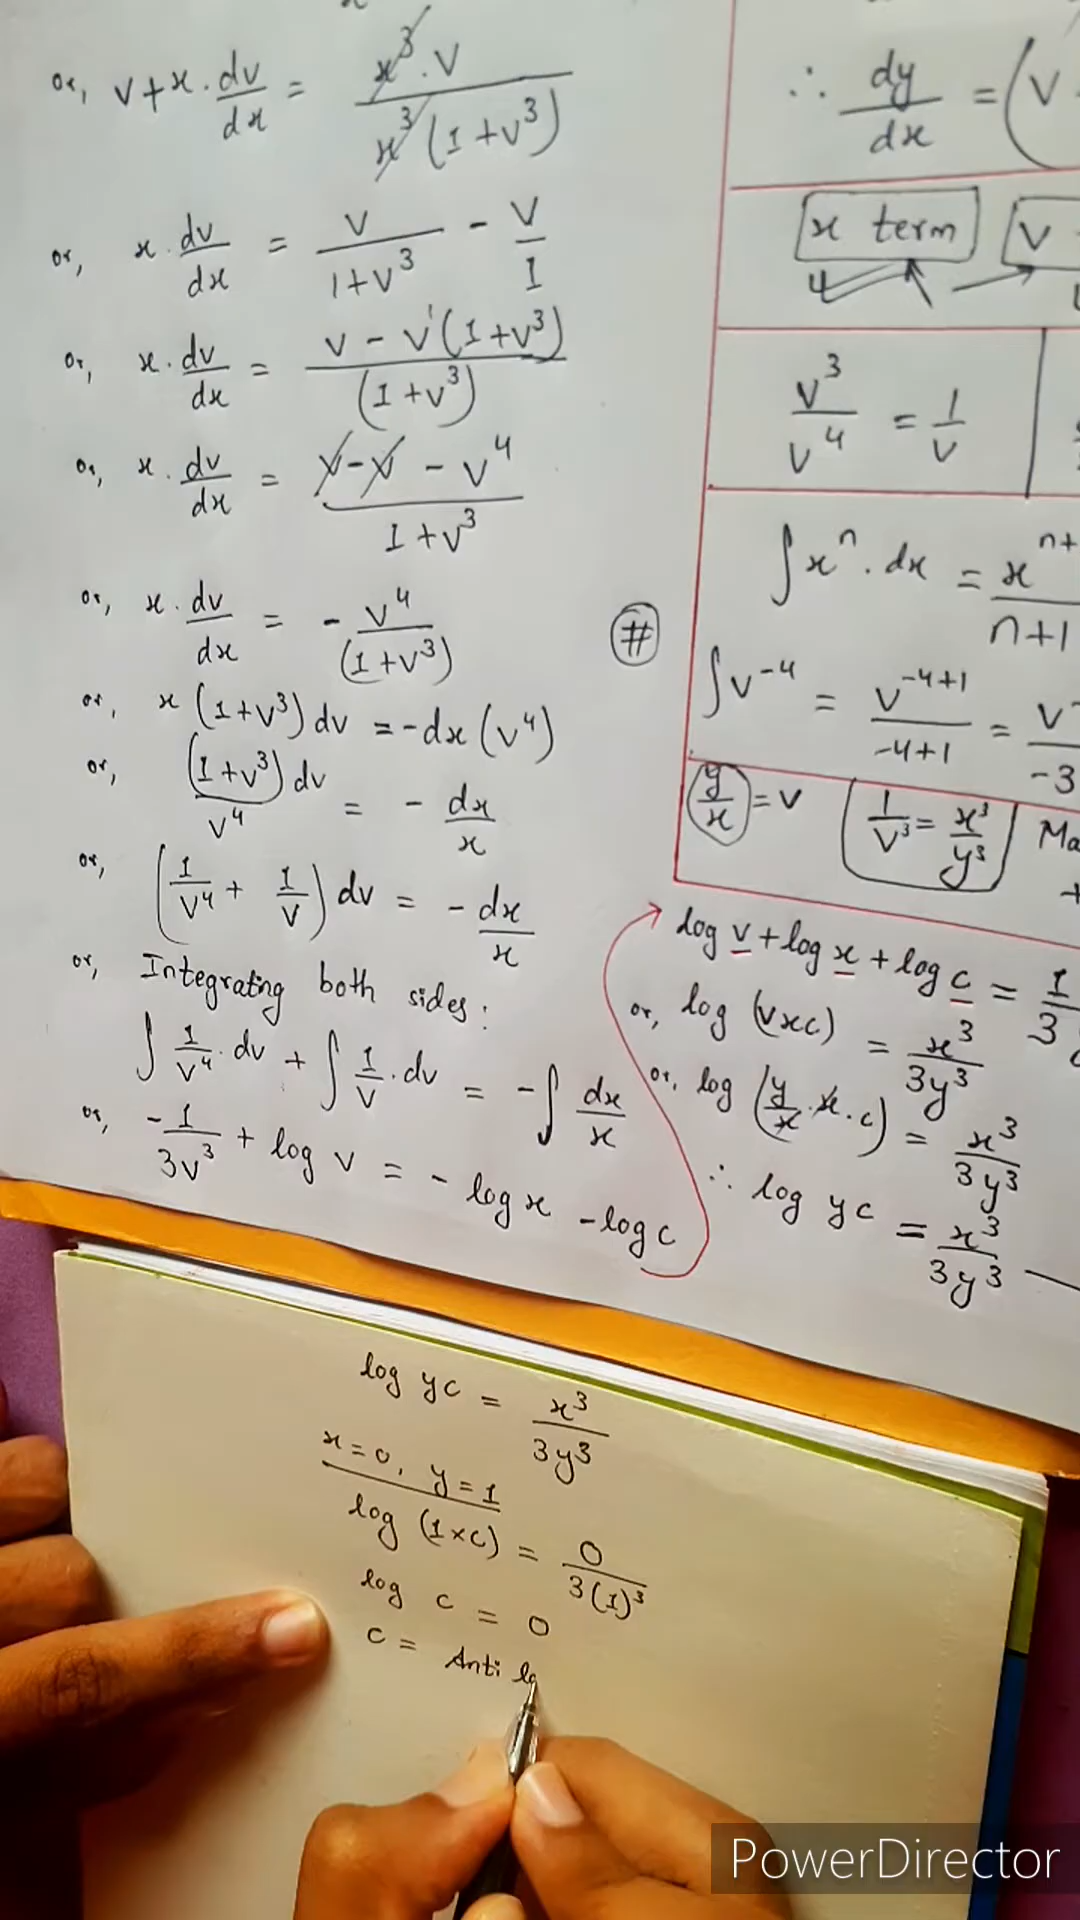 or, v+x.dv/dx = x³.v/x³(1+v³)
or, x.dv/dx = v/1+v³ - v/1
or, x.dv/dx = v-v¹(1+v³)/(1+v³)
or, x.dv/dx = v-v-v⁴/1+v³
or, x.dv/dx = -v⁴/(1+v³)
or, x(1+v³)dv = -dx(v⁴)
or, (1+v³)dv/v⁴ = -dx/x
or, (1/v⁴ + 1/v)dv = -dx/x
or, Integrating both sides:
∫1/v⁴.dv + ∫1/v.dv = -∫dx/x
or, -1/3v³ + log v = -log x -log c
∴ dy/dx = (v
x term v
v³/v⁴ = 1/v
#
∫xⁿ.dx = xⁿ⁺/n+1
∫v⁻⁴ = v⁻⁴⁺¹/-4+1 = v⁻/-3
y/x = v 1/v³ = x³/y³ Ma
+
log v + log x + log c = 1/3
or, log (vxc) = x³/3y³
or, log (y/x.x.c) = x³/3y³
∴ log yc = x³/3y³
log yc = x³/3y³
x=0, y=1
log (1×c) = 0/3(1)³
log c = 0
c = Anti lo
PowerDirector